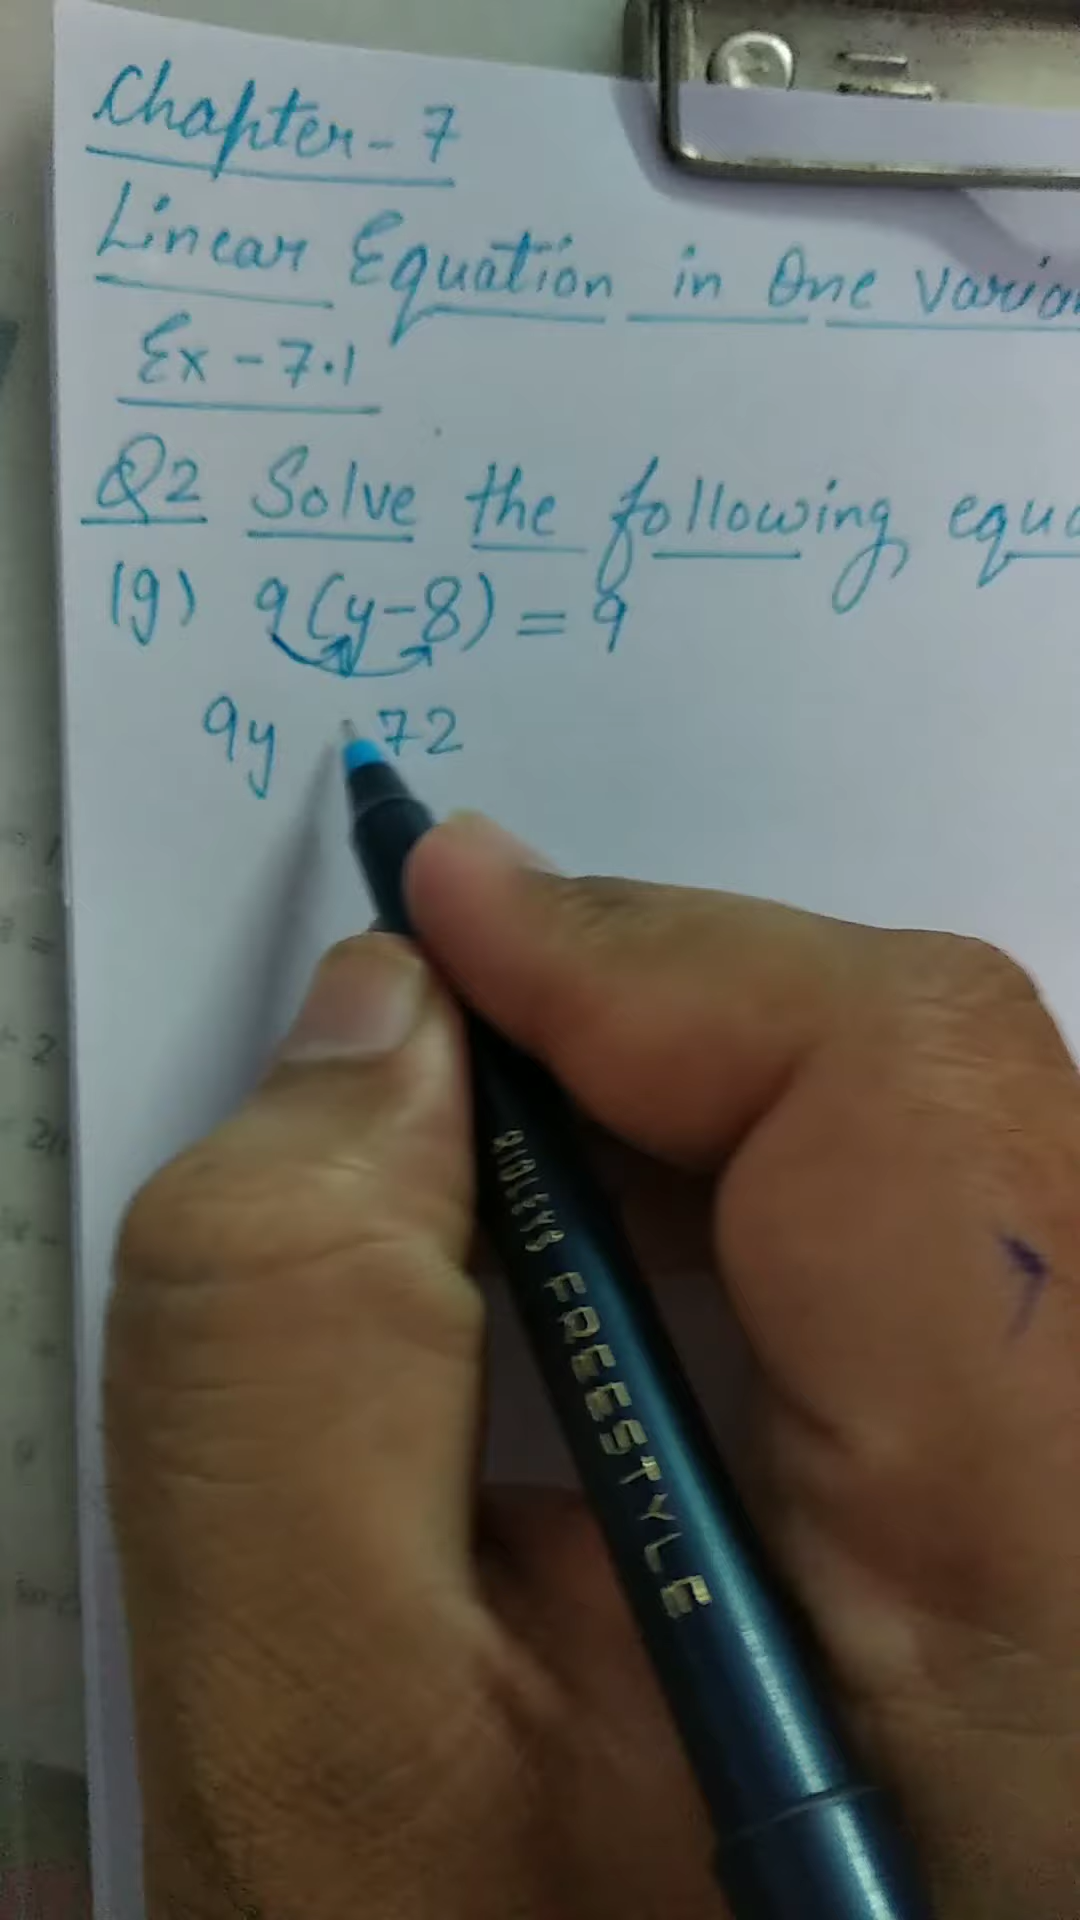 Chapter-7
Linear Equation in One
Ex-7.1
Q2 Solve the following
(g) 9(y-8) = 9
9y 72
FREESTYLE